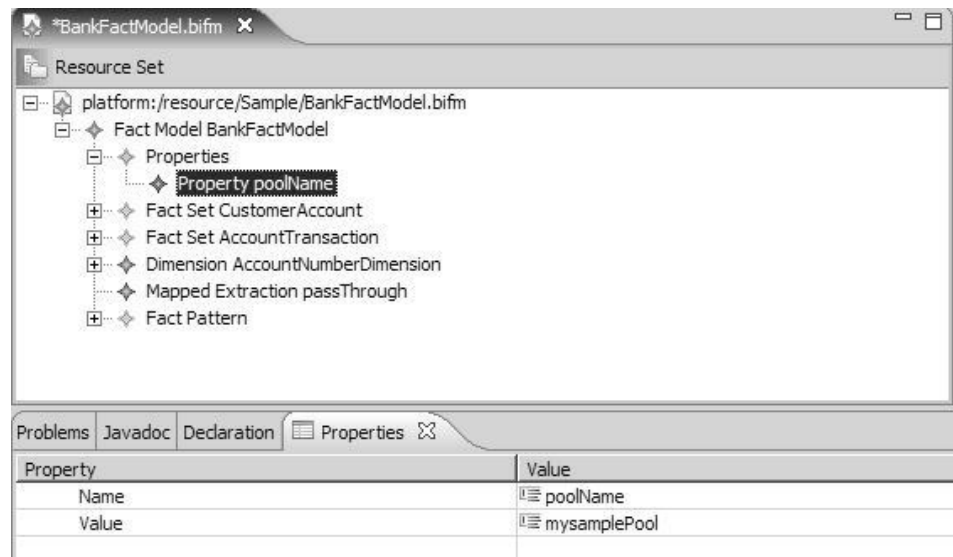 *BankFactModel.bifm
Resource Set
platform:/resource/Sample/BankFactModel.bifm
Fact Model BankFactModel
Properties
Property poolName
Fact Set CustomerAccount
Fact Set AccountTransaction
Dimension AccountNumberDimension
Mapped Extraction passThrough
Fact Pattern
Problems Javadoc Declaration Properties
Property Value
Name poolName
Value mysamplePool